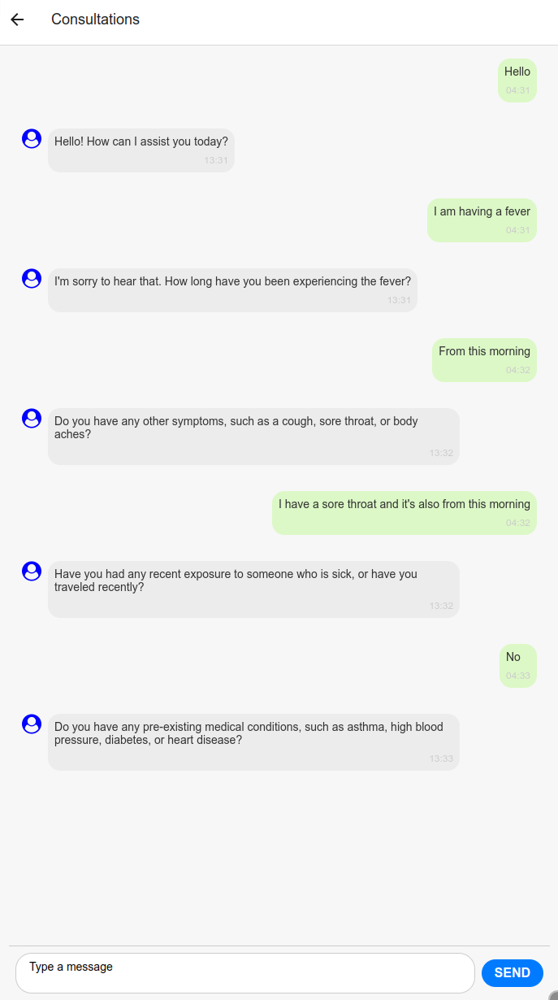 Consultations
Hello
04:31
Hello! How can I assist you today?
13:31
I am having a fever
04:31
I'm sorry to hear that. How long have you been experiencing the fever?
13:31
From this morning
04:32
Do you have any other symptoms, such as a cough, sore throat, or body
aches?
13:32
I have a sore throat and it's also from this morning
04:32
Have you had any recent exposure to someone who is sick, or have you
traveled recently?
13:32
No
04:33
Do you have any pre-existing medical conditions, such as asthma, high blood
pressure, diabetes, or heart disease?
13:33
Type a message
SEND